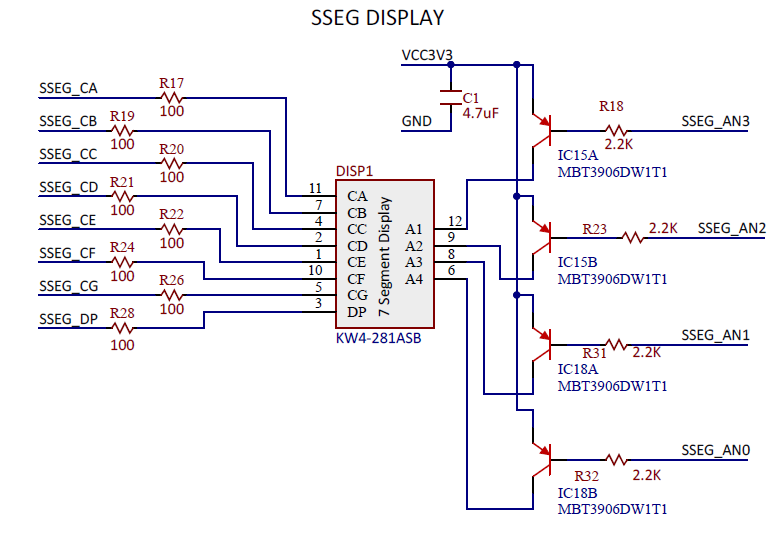 SSEG DISPLAY
VCC3V3
SSEG_CA
R17
100
C1
4.7uF
GND
R18
2.2K
SSEG_AN3
IC15A
MBT3906DW1T1
SSEG_CB
R19
100
SSEG_CC
R20
100
SSEG_CD
R21
100
SSEG_CE
R22
100
SSEG_CF
R24
100
SSEG_CG
R26
100
SSEG_DP
R28
100
DISP1
11 CA
7 CB
4 CC
2 CD
1 CE
10 CF
5 CG
3 DP
7 Segment Display
A1 12
A2 9
A3 8
A4 6
KW4-281ASB
R23
2.2K
SSEG_AN2
IC15B
MBT3906DW1T1
R31
2.2K
SSEG_AN1
IC18A
MBT3906DW1T1
R32
2.2K
SSEG_AN0
IC18B
MBT3906DW1T1